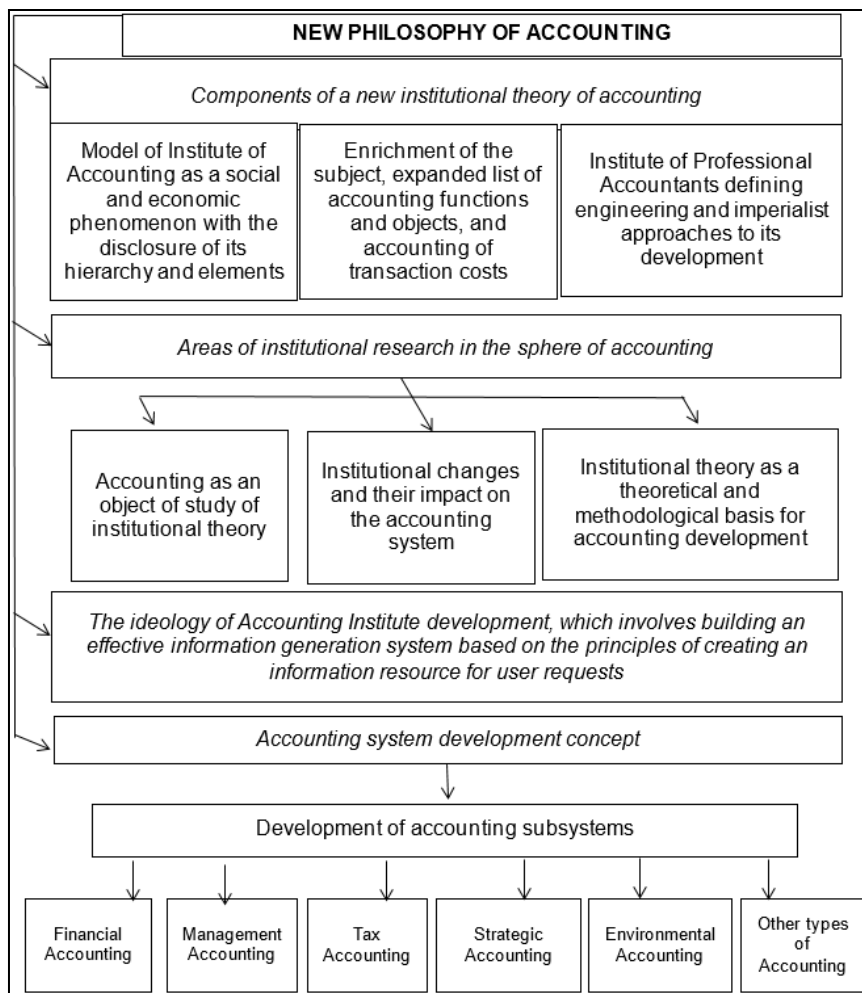 NEW PHILOSOPHY OF ACCOUNTING
Components of a new institutional theory of accounting
Model of Institute of
Accounting as a social
and economic
phenomenon with the
disclosure of its
hierarchy and elements
Enrichment of the
subject, expanded list of
accounting functions
and objects, and
accounting of
transaction costs
Institute of Professional
Accountants defining
engineering and imperialist
approaches to its
development
Areas of institutional research in the sphere of accounting
Accounting as an
object of study of
institutional theory
Institutional changes
and their impact on
the accounting
system
Institutional theory as a
theoretical and
methodological basis for
accounting development
The ideology of Accounting Institute development, which involves building an
effective information generation system based on the principles of creating an
information resource for user requests
Accounting system development concept
Development of accounting subsystems
Financial
Accounting
Management
Accounting
Tax
Accounting
Strategic
Accounting
Environmental
Accounting
Other types
of
Accounting